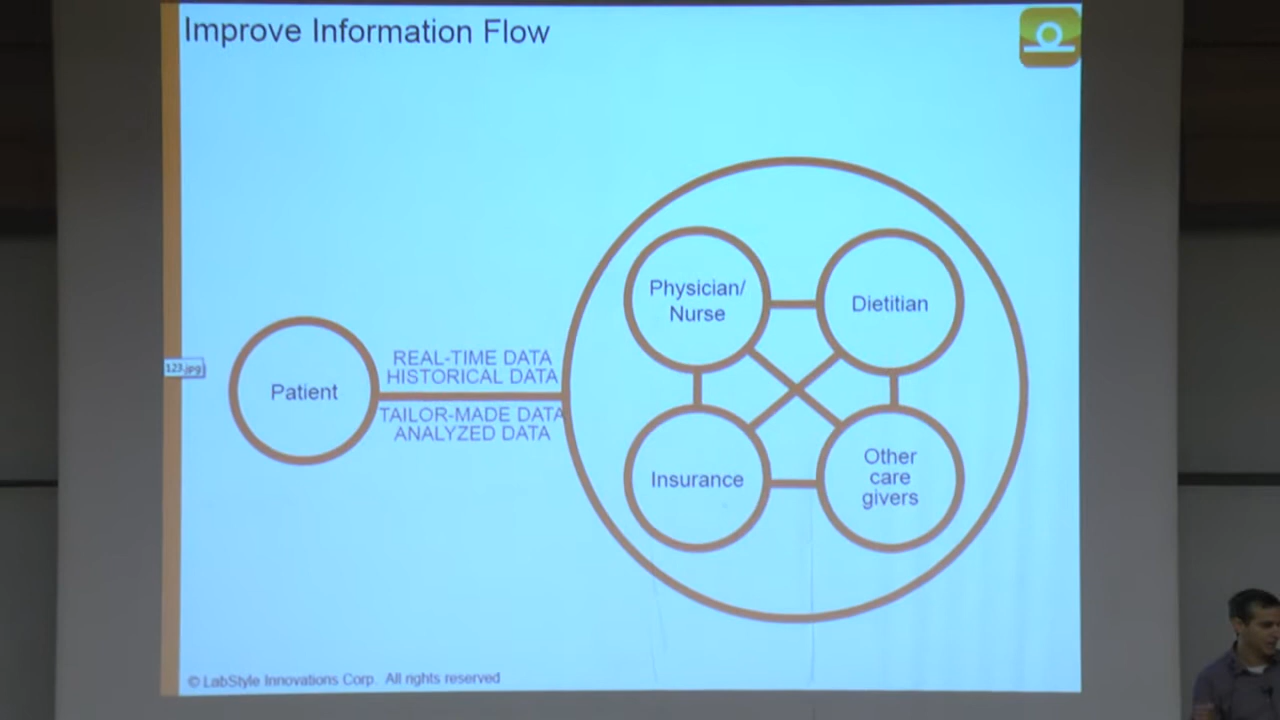 Improve Information Flow
Physician/
Nurse
Dietitian
REAL-TIME DATA
HISTORICAL DATA
123.jpg
Patient
TAILOR-MADE DATA
ANALYZED DATA
Insurance
Other
care
givers
© LabStyle Innovations Corp. All rights reserved